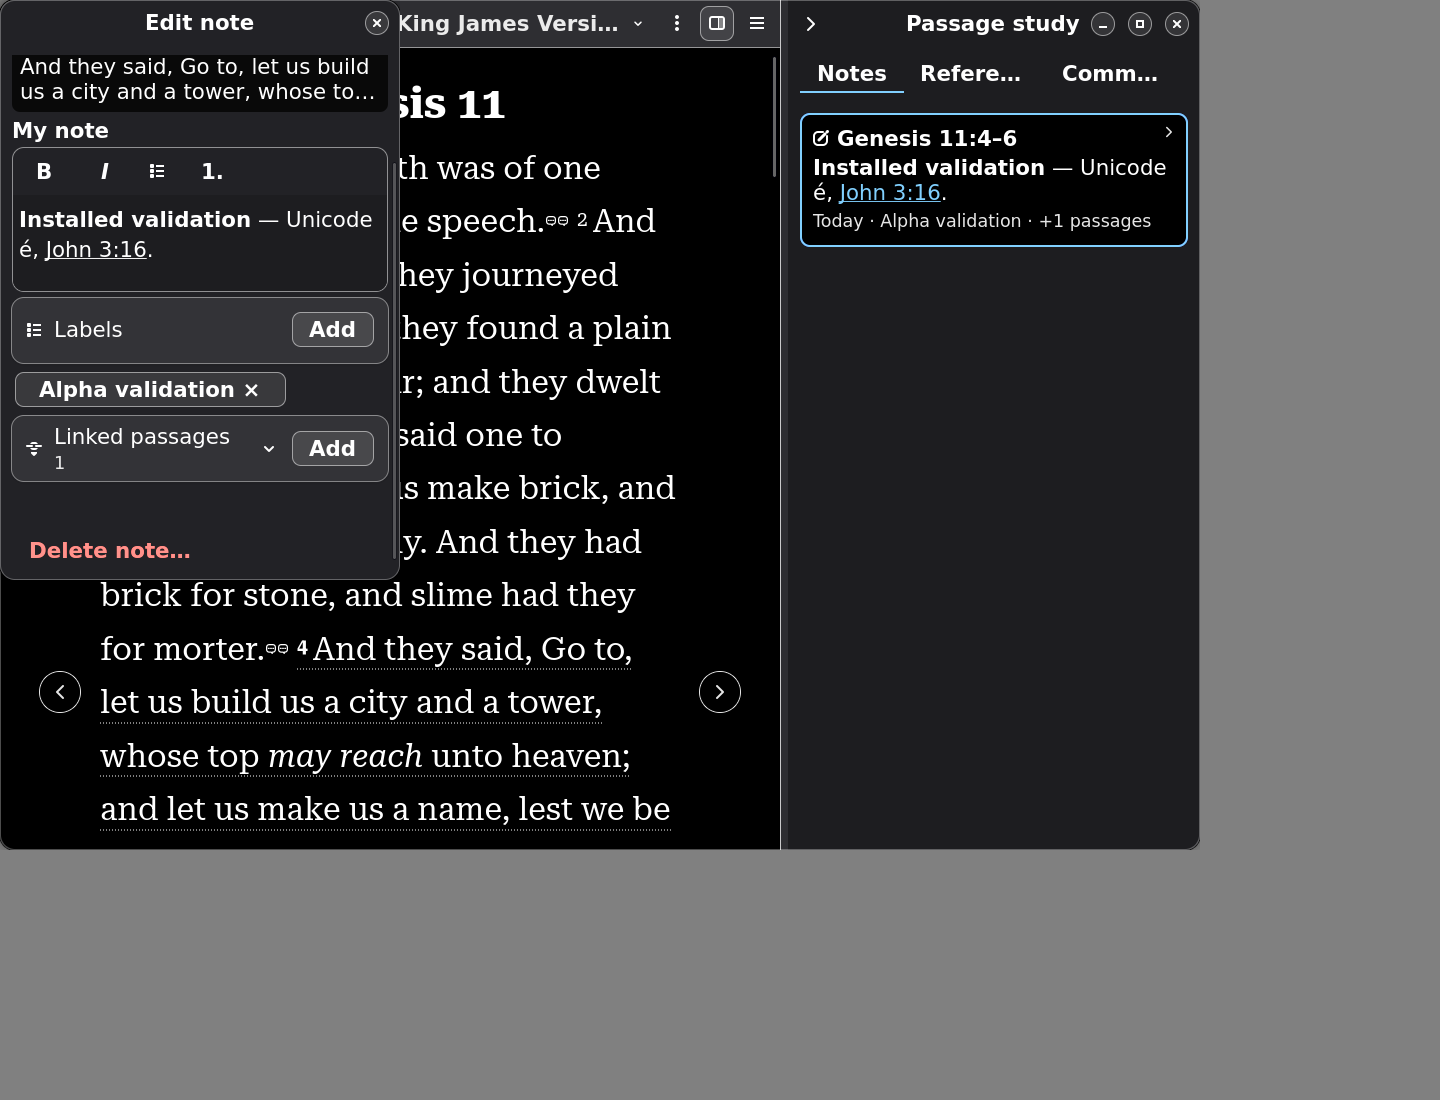 Edit note
And they said, Go to, let us build
us a city and a tower, whose to…
My note
B I 1.
Installed validation — Unicode
é, John 3:16.
Labels
Add
Alpha validation ×
Linked passages
1
Add
Delete note…
King James Versi…
sis 11
th was of one
e speech. 2 And
hey journeyed
hey found a plain
r; and they dwelt
said one to
us make brick, and
ly. And they had
brick for stone, and slime had they
for morter. 4 And they said, Go to,
let us build us a city and a tower,
whose top may reach unto heaven;
and let us make us a name, lest we be
Passage study
Notes
Refere…
Comm…
Genesis 11:4–6
Installed validation — Unicode
é, John 3:16.
Today · Alpha validation · +1 passages